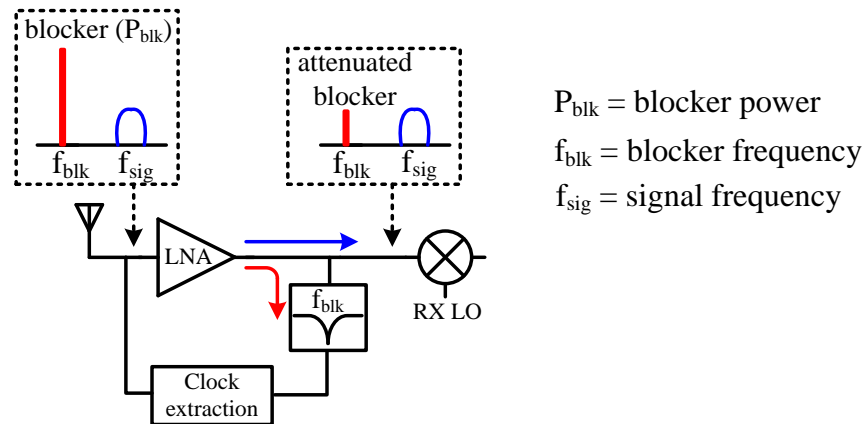 blocker (P_blk)
f_blk
f_sig
attenuated
blocker
f_blk
f_sig
P_blk = blocker power
f_blk = blocker frequency
f_sig = signal frequency
LNA
f_blk
RX LO
Clock
extraction